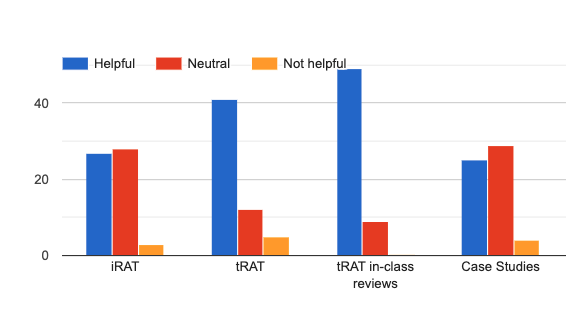 Helpful Neutral Not helpful
40
20
0
iRAT tRAT tRAT in-class Case Studies
reviews